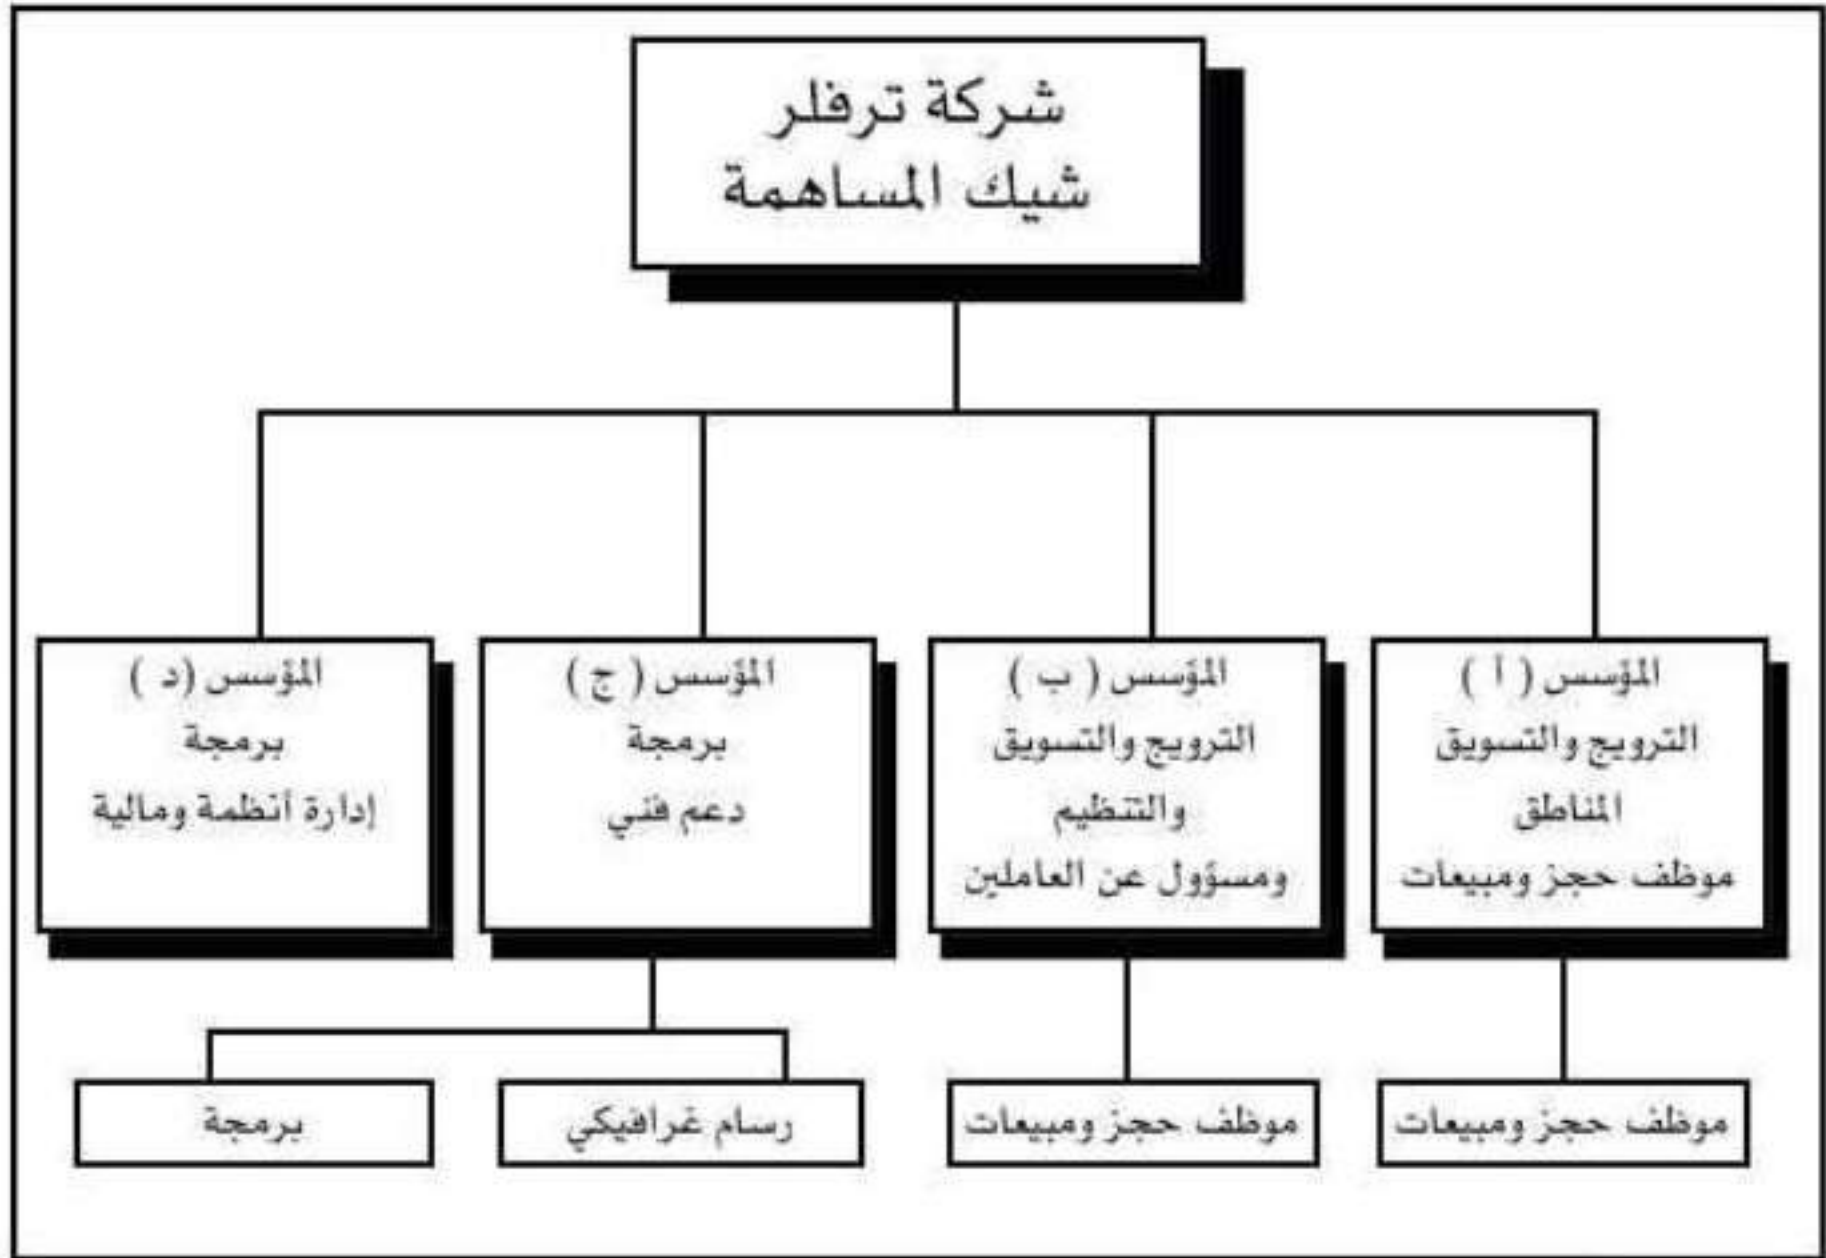 شركة ترفلر
شيك المساهمة
المؤسس ( أ )
الترويج والتسويق
المناطق
موظف حجز ومبيعات
المؤسس ( ب )
الترويج والتسويق
والتنظيم
ومسؤول عن العاملين
المؤسس ( ج )
برمجة
دعم فني
المؤسس (د )
برمجة
إدارة أنظمة ومالية
موظف حجز ومبيعات
موظف حجز ومبيعات
رسام غرافيكي
برمجة